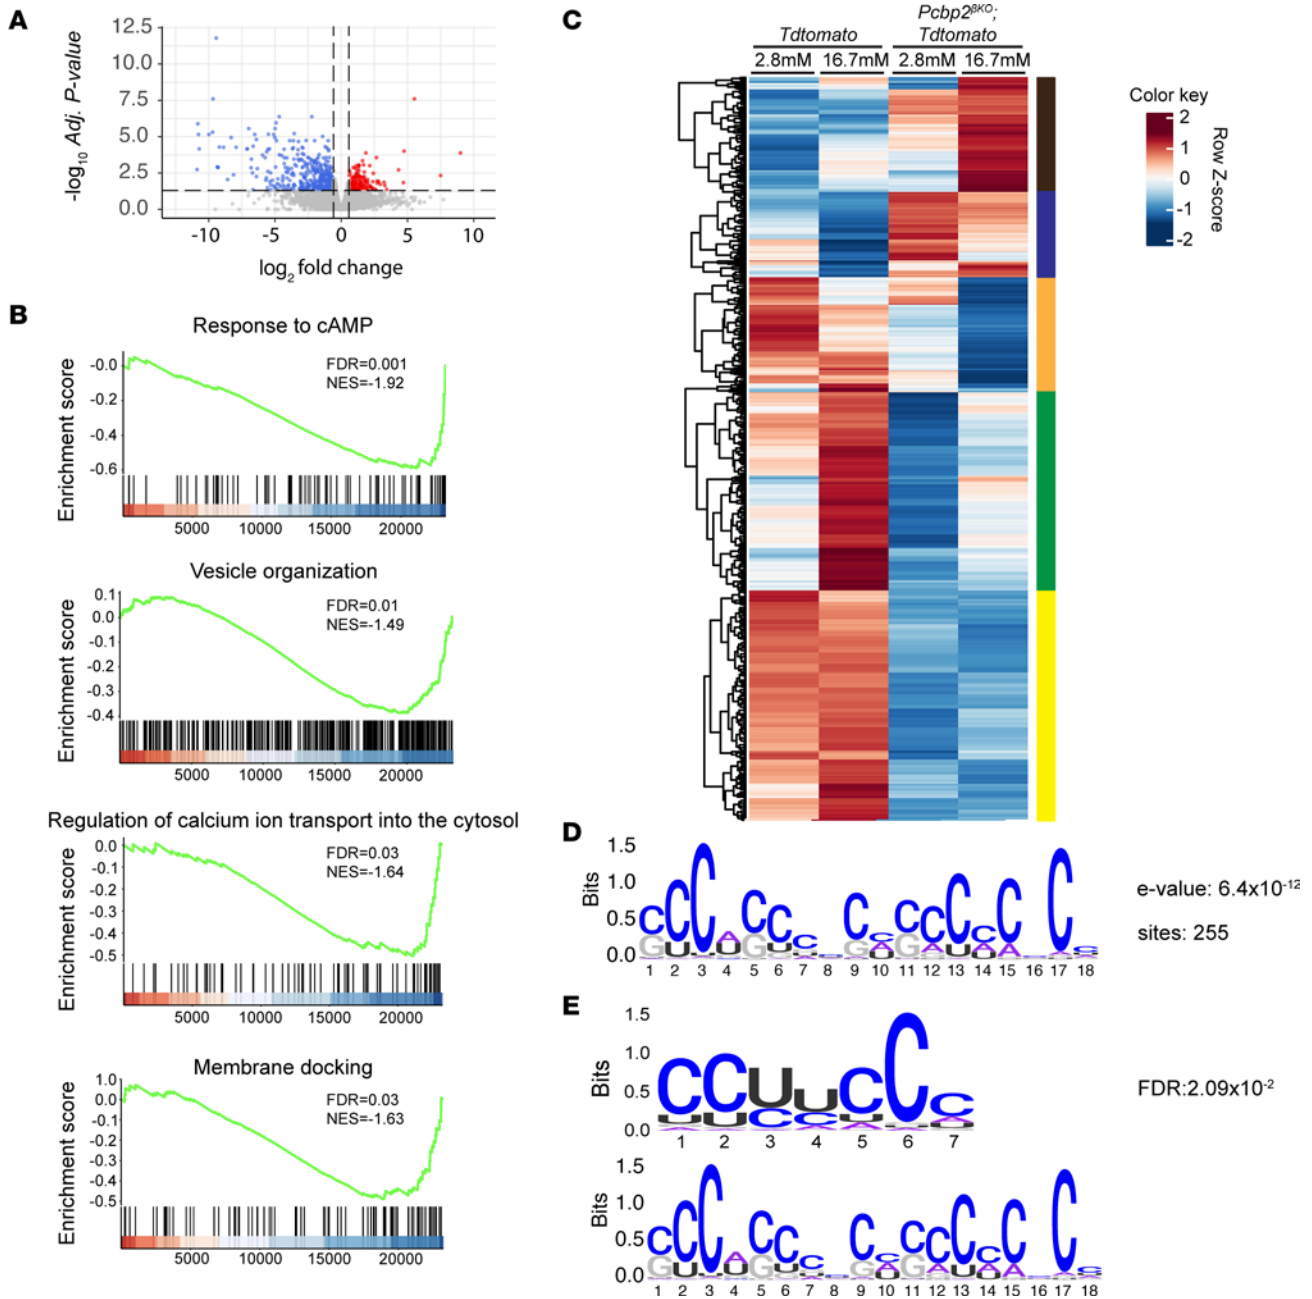 A
12.5
10.0
7.5
5.0
2.5
0.0
-log10 Adj. P-value
-10
-5
0
5
10
log2 fold change
B
Response to cAMP
Enrichment score
-0.0
-0.2
-0.4
-0.6
FDR=0.001
NES=-1.92
5000
10000
15000
20000
Vesicle organization
Enrichment score
0.1
0.0
-0.1
-0.2
-0.3
-0.4
FDR=0.01
NES=-1.49
5000
10000
15000
20000
Regulation of calcium ion transport into the cytosol
Enrichment score
0.0
-0.0
-0.2
-0.3
-0.4
-0.5
FDR=0.03
NES=-1.64
5000
10000
15000
20000
Membrane docking
Enrichment score
1.0
0.0
-0.1
-0.2
-0.3
-0.4
-0.5
FDR=0.03
NES=-1.63
5000
10000
15000
20000
C
Tdtomato
Pcbp2βKO;
Tdtomato
2.8mM 16.7mM 2.8mM 16.7mM
Color key
2
1
0
-1
-2
Row Z-score
D
Bits
1.5
1.0
0.5
0.0
1 2 3 4 5 6 7 8 9 10 11 12 13 14 15 16 17 18
e-value: 6.4x10-12
sites: 255
E
Bits
1.5
1.0
0.5
0.0
1 2 3 4 5 6 7
FDR:2.09x10-2
Bits
1.5
1.0
0.5
0.0
1 2 3 4 5 6 7 8 9 10 11 12 13 14 15 16 17 18